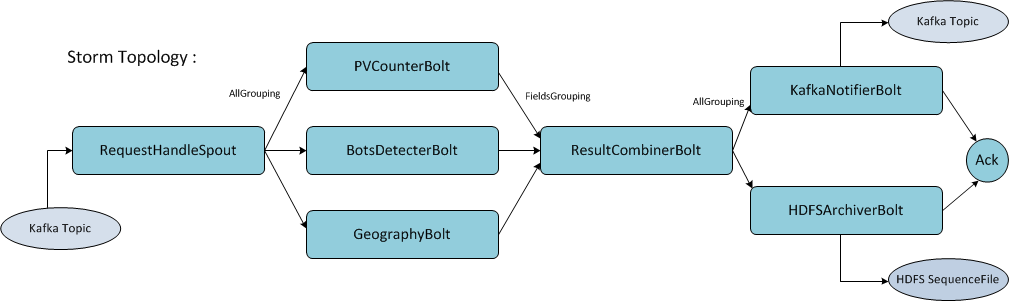 Storm Topology :
Kafka Topic
RequestHandleSpout
AllGrouping
PVCounterBolt
BotsDetecterBolt
GeographyBolt
FieldsGrouping
ResultCombinerBolt
AllGrouping
Kafka Topic
KafkaNotifierBolt
HDFSArchiverBolt
HDFS SequenceFile
Ack